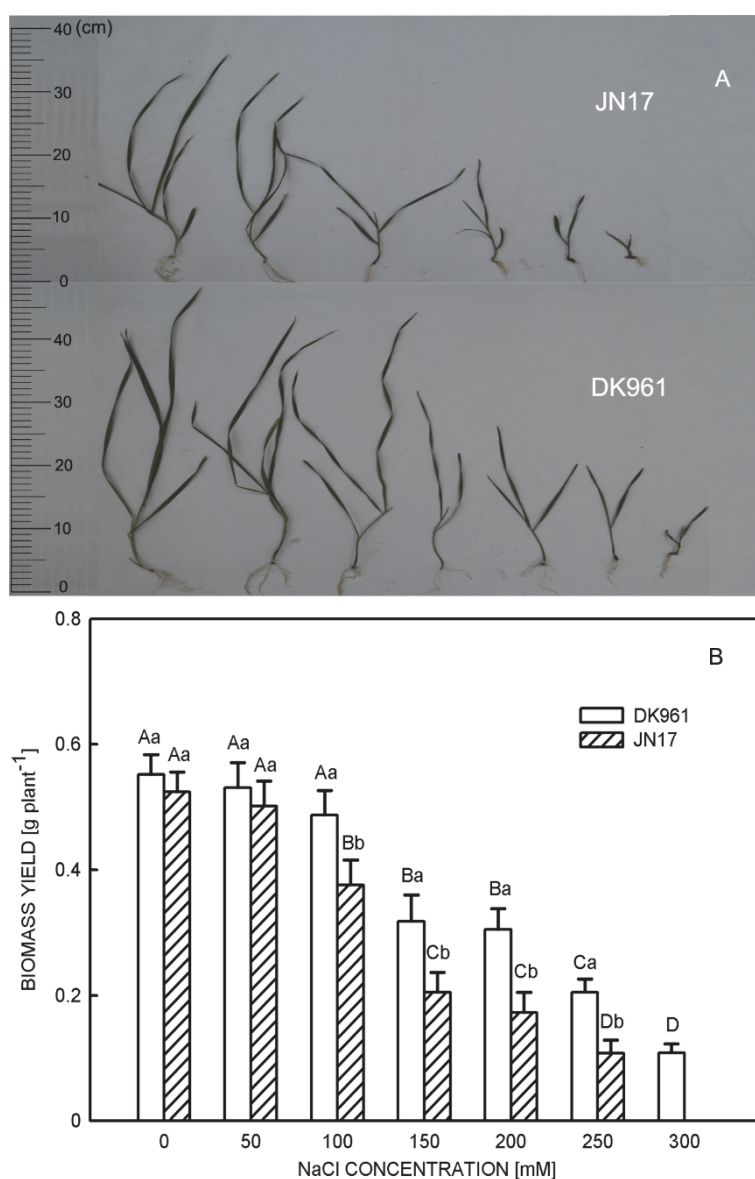 40 (cm)
A
JN17
30
20
10
0
40
DK961
30
20
10
0
B
0.8
0.6
0.4
0.2
0
BIOMASS YIELD [g plant⁻¹]
DK961
JN17
Aa Aa Aa Aa Aa Bb Ba Cb Ba Cb Ca Db D
0 50 100 150 200 250 300
NaCl CONCENTRATION [mM]